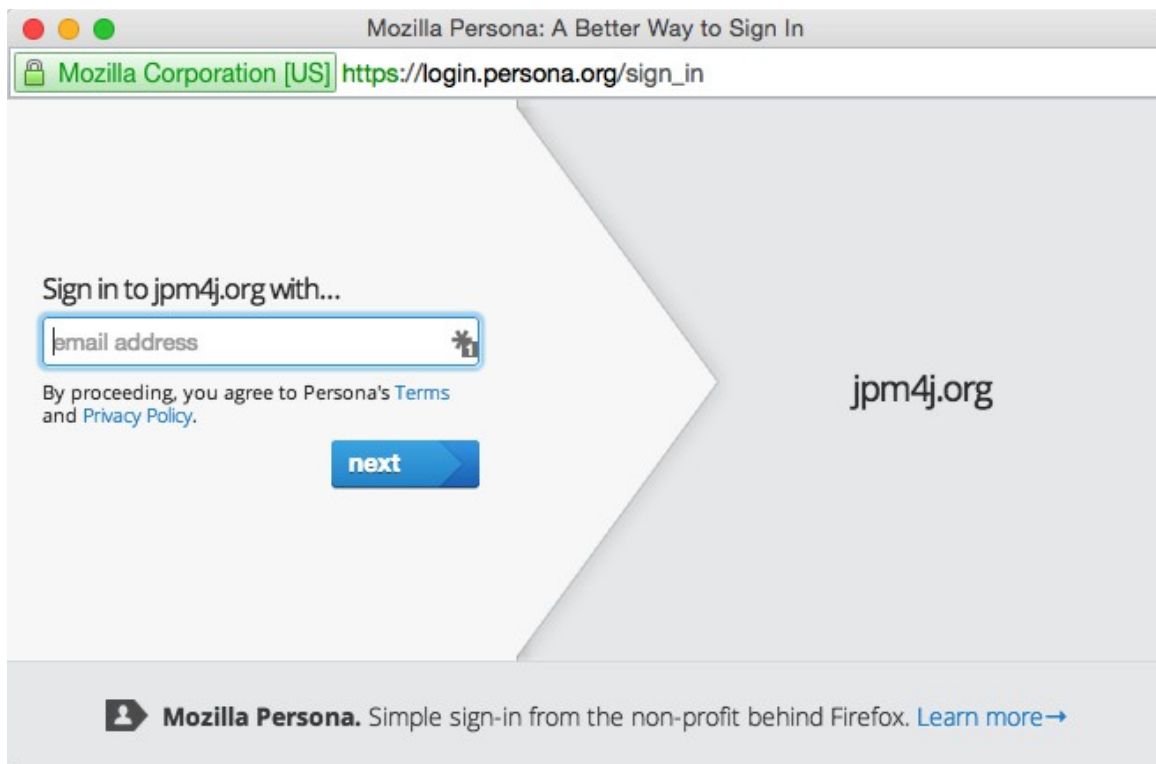 Mozilla Persona: A Better Way to Sign In
Mozilla Corporation [US] https://login.persona.org/sign_in
Sign in to jpm4j.org with...
email address
1
By proceeding, you agree to Persona's Terms
and Privacy Policy.
next
jpm4j.org
Mozilla Persona. Simple sign-in from the non-profit behind Firefox. Learn more→